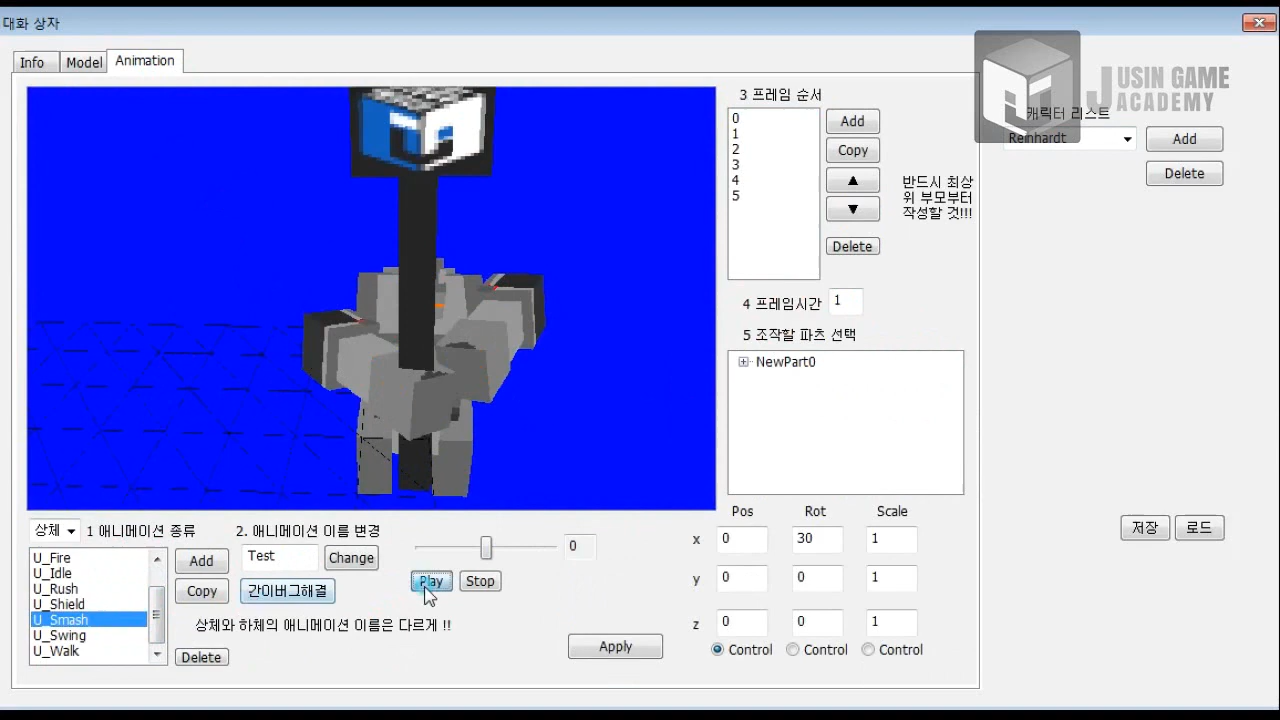 대화 상자
Info
Model
Animation
JUSIN GAME
ACADEMY
3 프레임 순서
0
1
2
3
4
5
Add
Copy
▲
▼
Delete
반드시 최상
위 부모부터
작성할 것!!!
캐릭터 리스트
Reinhardt
Add
Delete
4 프레임시간
1
5 조작할 파츠 선택
NewPart0
상체
1 애니메이션 종류
U_Fire
U_Idle
U_Rush
U_Shield
U_Smash
U_Swing
U_Walk
Add
Copy
Delete
2. 애니메이션 이름 변경
Test
Change
간이버그해결
상체와 하체의 애니메이션 이름은 다르게 !!
0
Play
Stop
Apply
Pos
Rot
Scale
x
0
30
1
y
0
0
1
z
0
0
1
Control
Control
Control
저장
로드